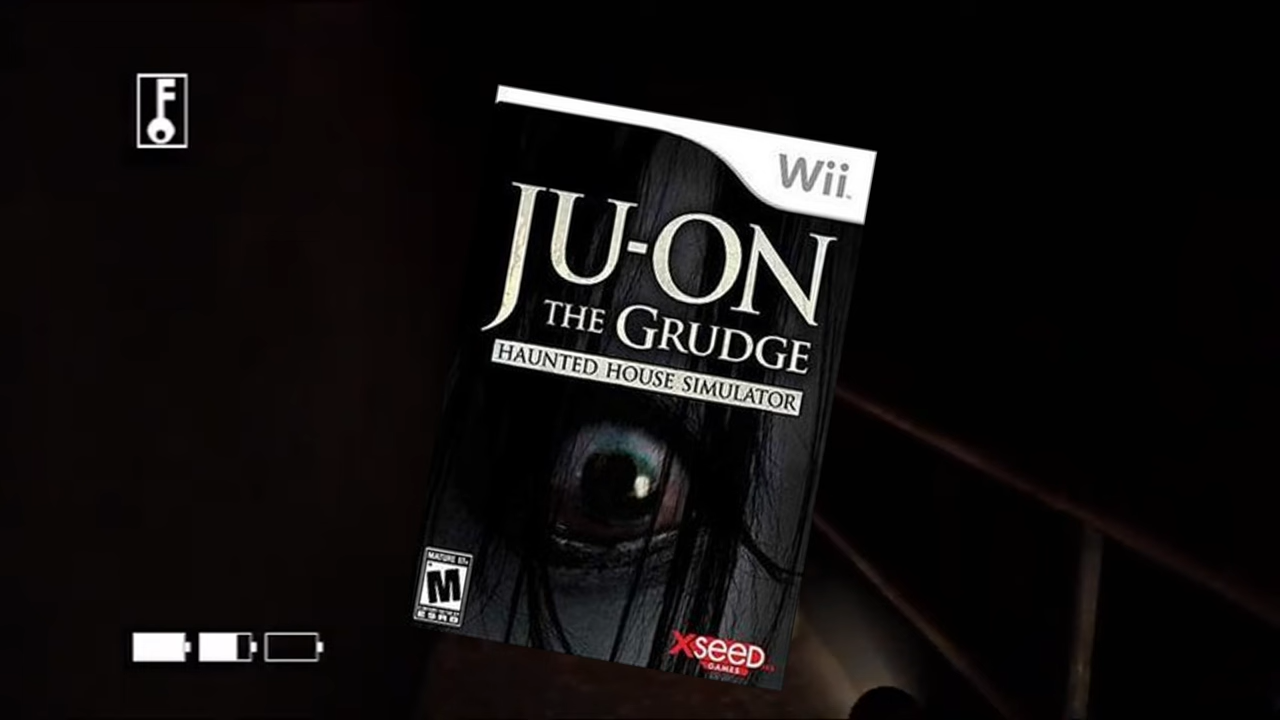 F
Wii
JU-ON
THE GRUDGE
HAUNTED HOUSE SIMULATOR
MATURE 17+
M
ESRB
XSEED
GAMES